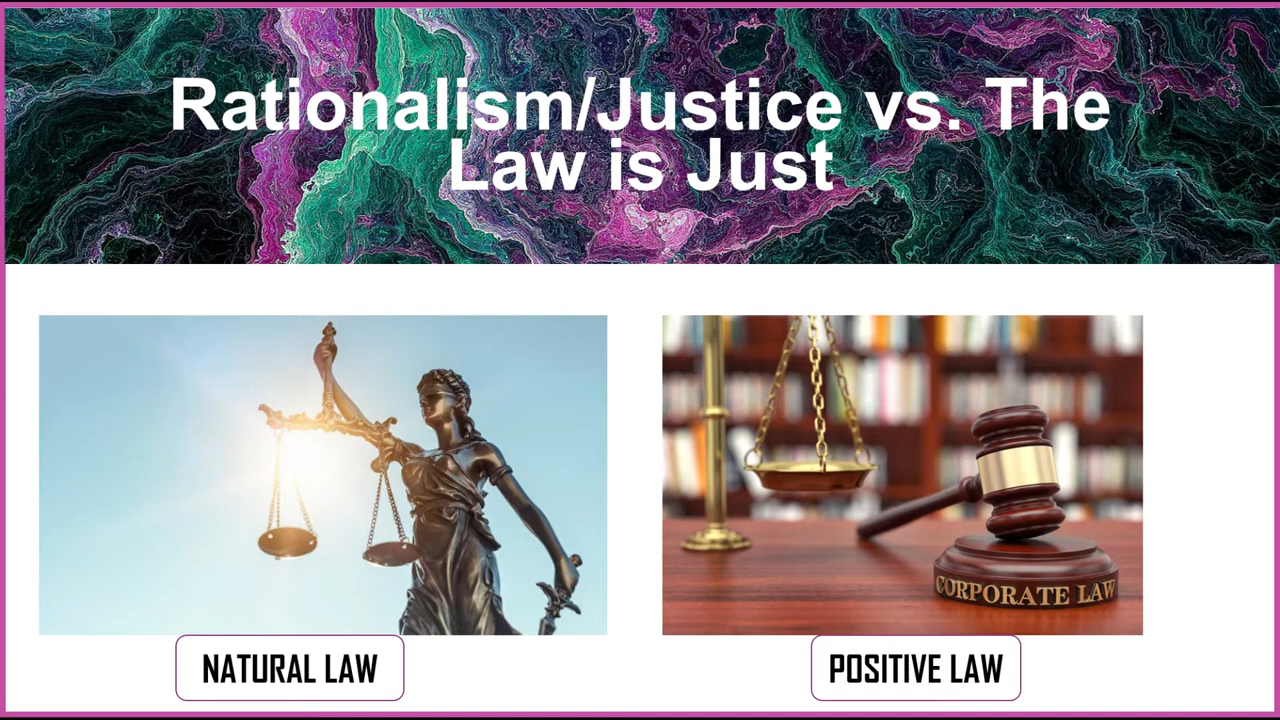 Rationalism/Justice vs. The
Law is Just
CORPORATE LAW
NATURAL LAW
POSITIVE LAW